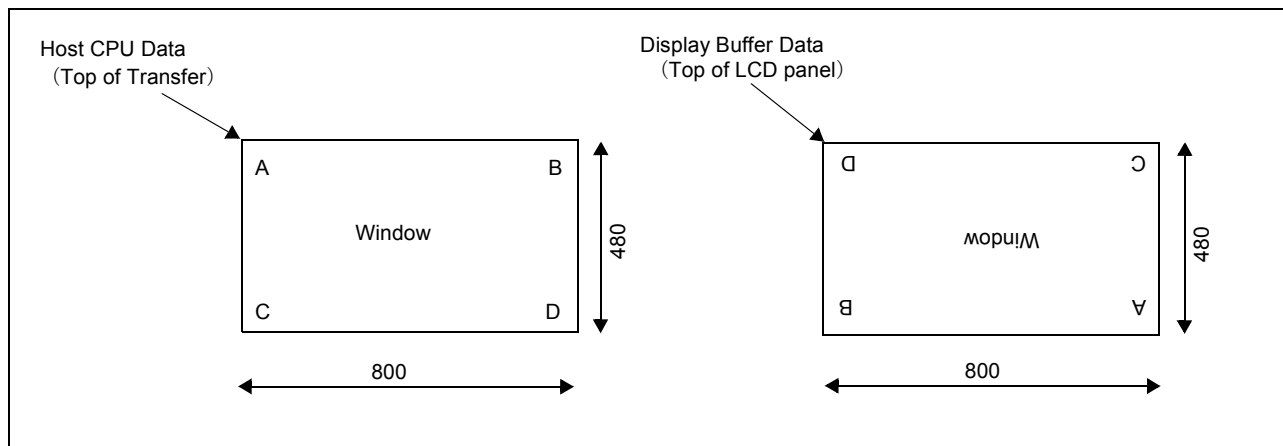 Host CPU Data
（Top of Transfer）
Display Buffer Data
（Top of LCD panel）
A
B
Window
C
D
480
800
D
C
Window
B
A
480
800